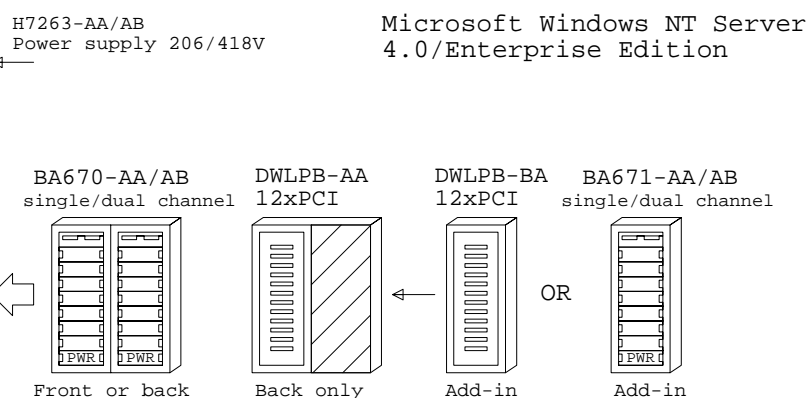 H7263-AA/AB
Power supply 206/418V
Microsoft Windows NT Server
4.0/Enterprise Edition
BA670-AA/AB
single/dual channel
DWLPB-AA
12xPCI
DWLPB-BA
12xPCI
BA671-AA/AB
single/dual channel
OR
PWR
PWR
PWR
Front or back
Back only
Add-in
Add-in